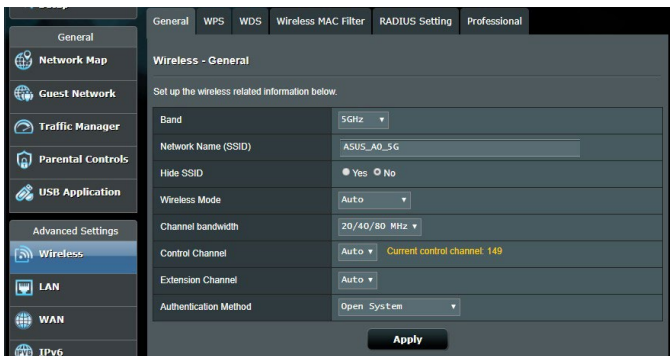 General
Network Map
Guest Network
Traffic Manager
Parental Controls
USB Application
Advanced Settings
Wireless
LAN
WAN
IPv6
General WPS WDS Wireless MAC Filter RADIUS Setting Professional
Wireless - General
Set up the wireless related information below.
Band 5GHz
Network Name (SSID) ASUS_AO_5G
Hide SSID Yes No
Wireless Mode Auto
Channel bandwidth 20/40/80 MHz
Control Channel Auto Current control channel: 149
Extension Channel Auto
Authentication Method Open System
Apply